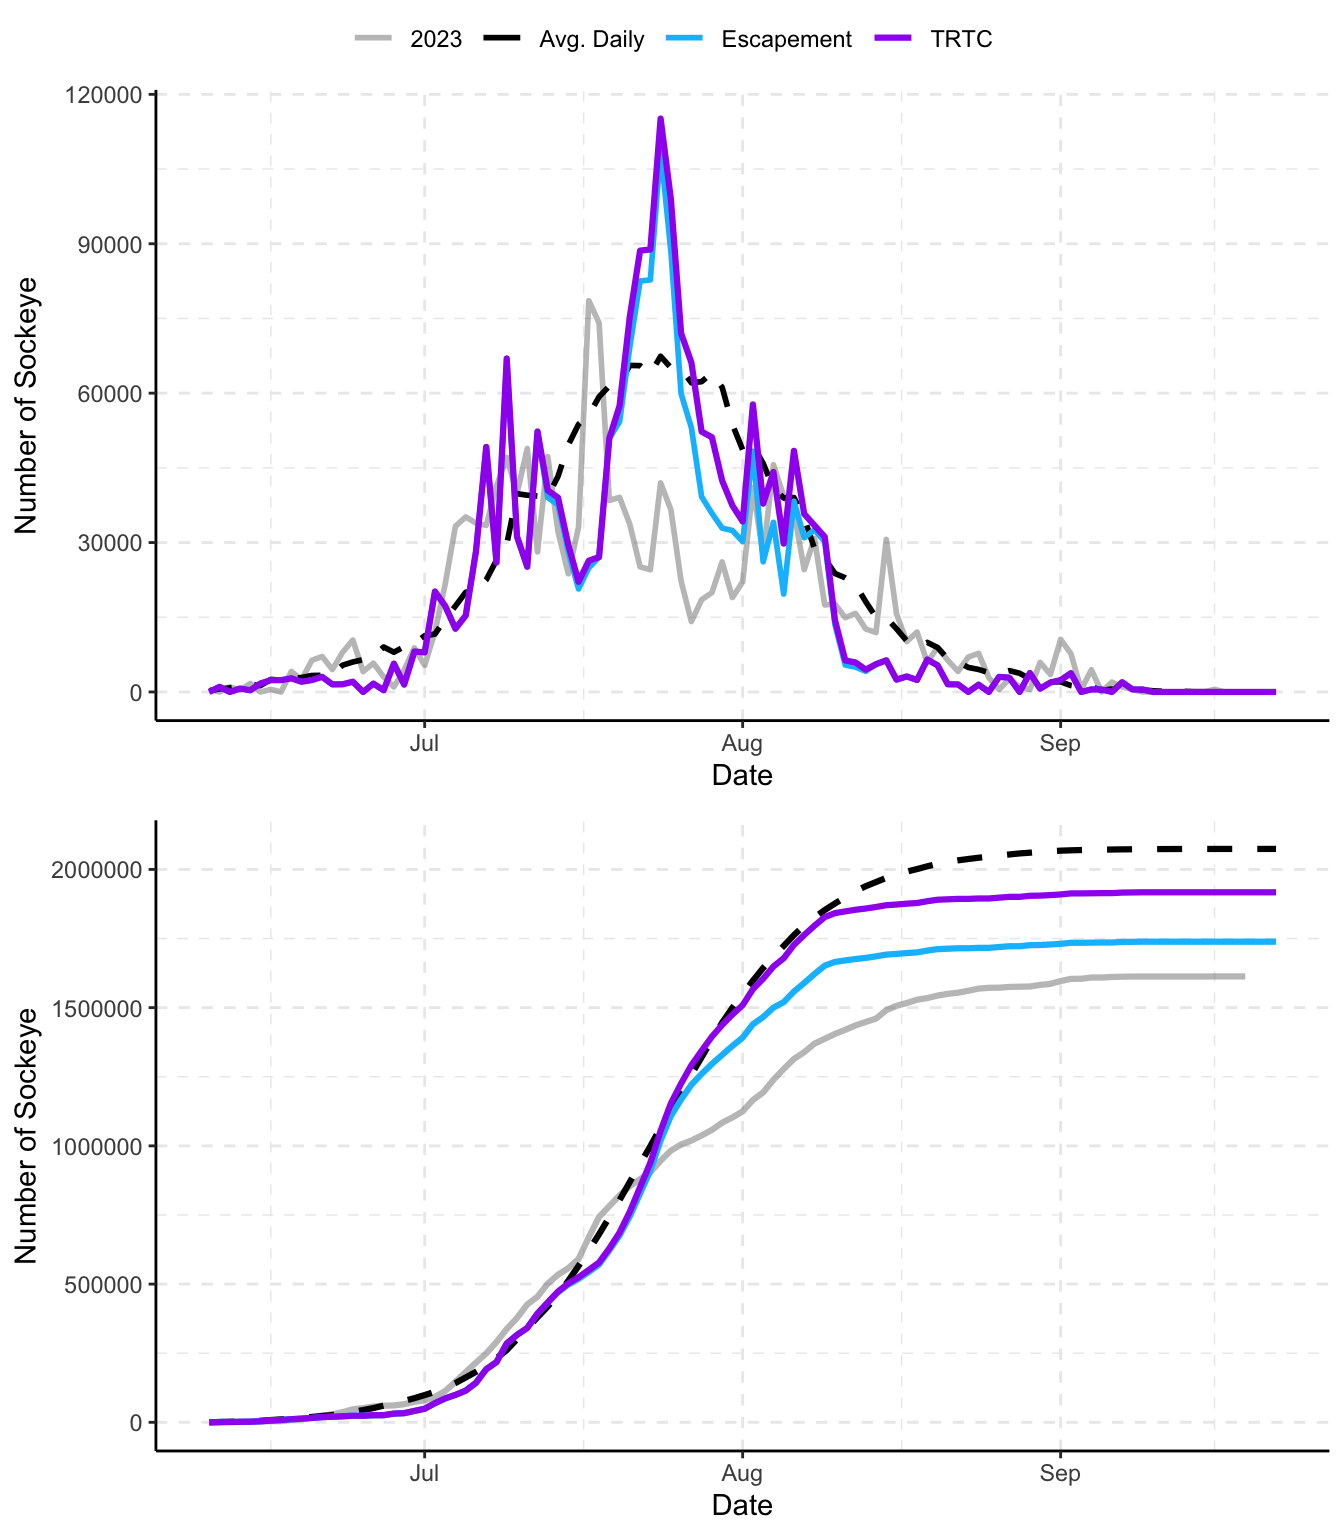 2023 Avg. Daily Escapement TRTC
120000
90000
60000
30000
0
Number of Sockeye
Jul Aug Sep
Date
2000000
1500000
1000000
500000
0
Number of Sockeye
Jul Aug Sep
Date